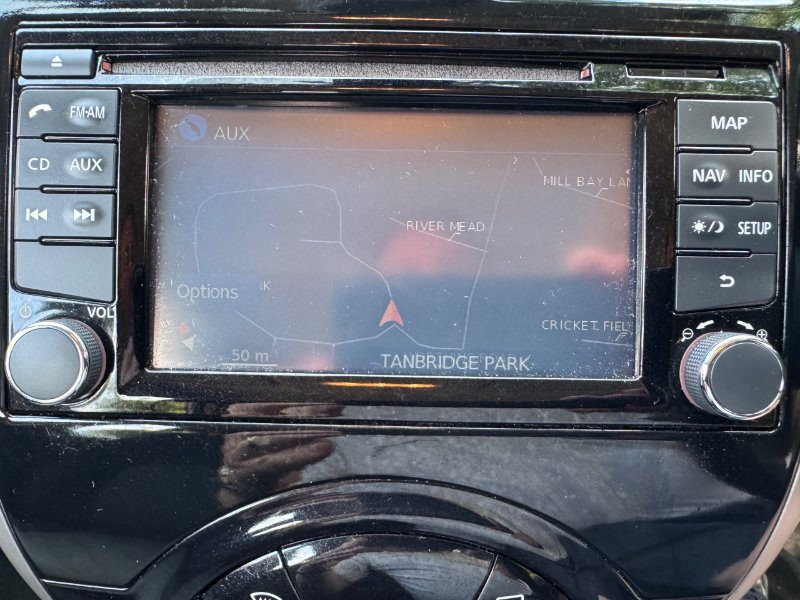 FM·AM
CD AUX
VOL
AUX
MILL BAY LA
RIVER MEAD
Options
K
CRICKET FIEL
50 m
TANBRIDGE PARK
MAP
NAV INFO
SETUP